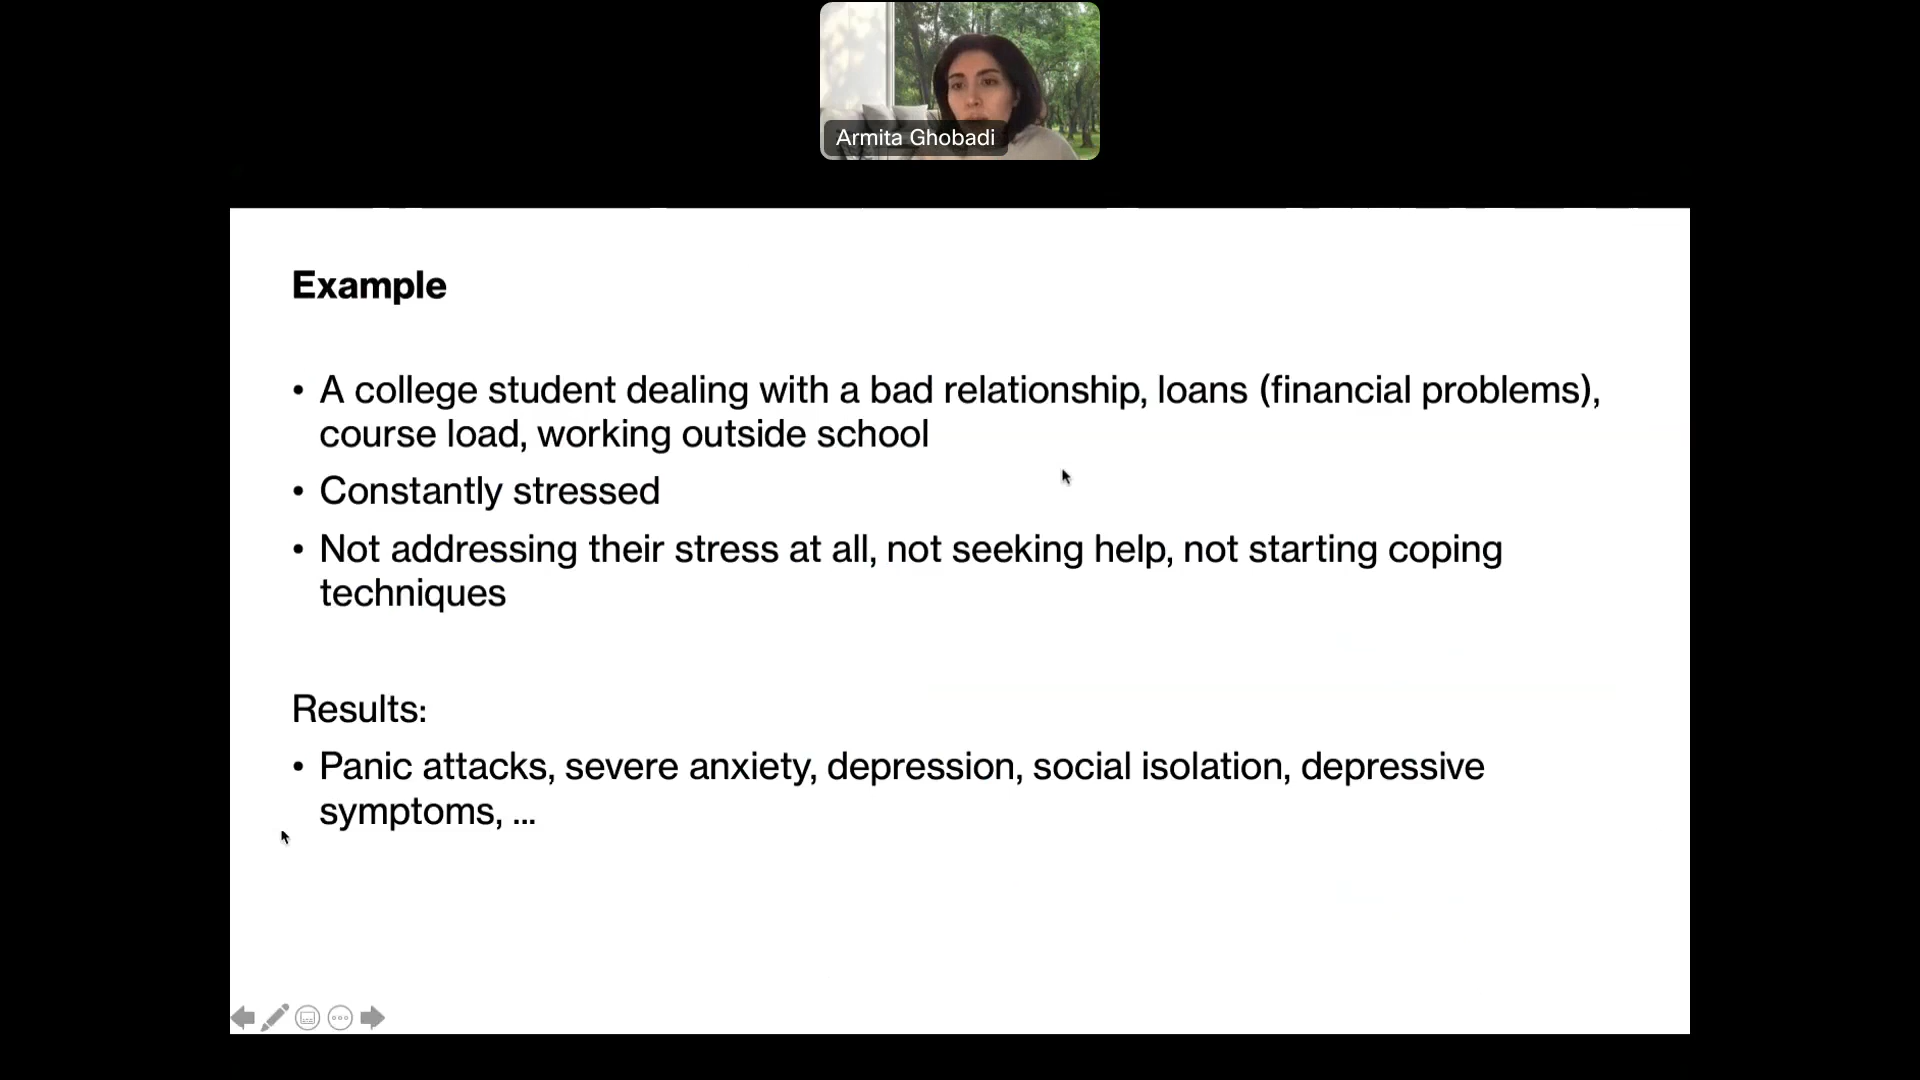 Armita Ghobadi
Example
• A college student dealing with a bad relationship, loans (financial problems),
course load, working outside school
• Constantly stressed
• Not addressing their stress at all, not seeking help, not starting coping
techniques
Results:
• Panic attacks, severe anxiety, depression, social isolation, depressive
symptoms, ...